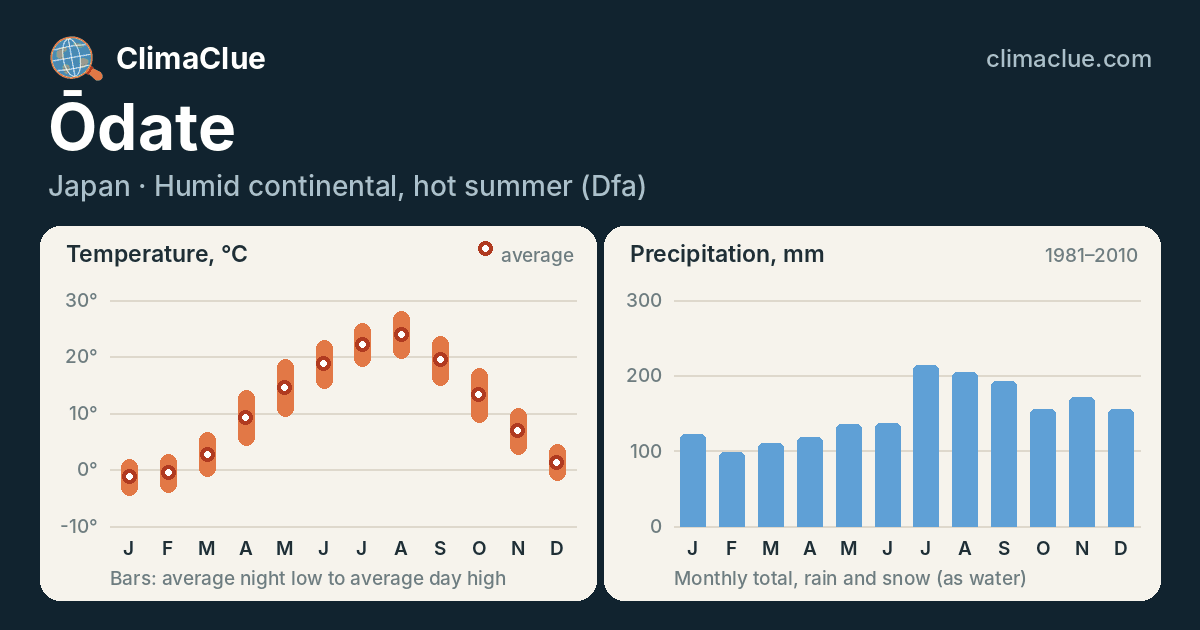 ClimaClue
climaclue.com
Ōdate
Japan · Humid continental, hot summer (Dfa)
Temperature, °C
average
30°
20°
10°
0°
-10°
J F M A M J J A S O N D
Bars: average night low to average day high
Precipitation, mm
1981–2010
300
200
100
0
J F M A M J J A S O N D
Monthly total, rain and snow (as water)